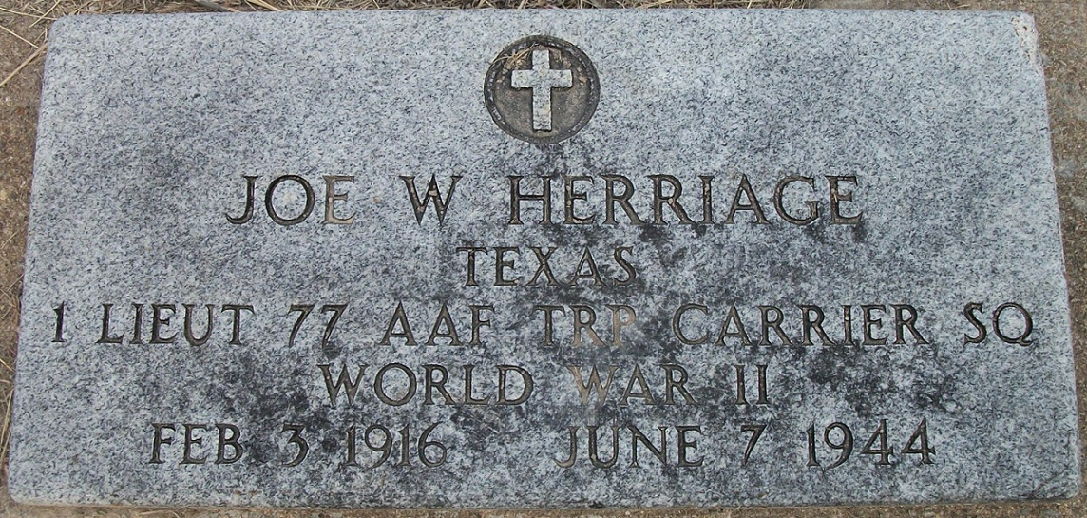 JOE W HERRIAGE
TEXAS
1 LIEUT 77 AAF TRP CARRIER SQ
WORLD WAR II
FEB 3 1916 JUNE 7 1944